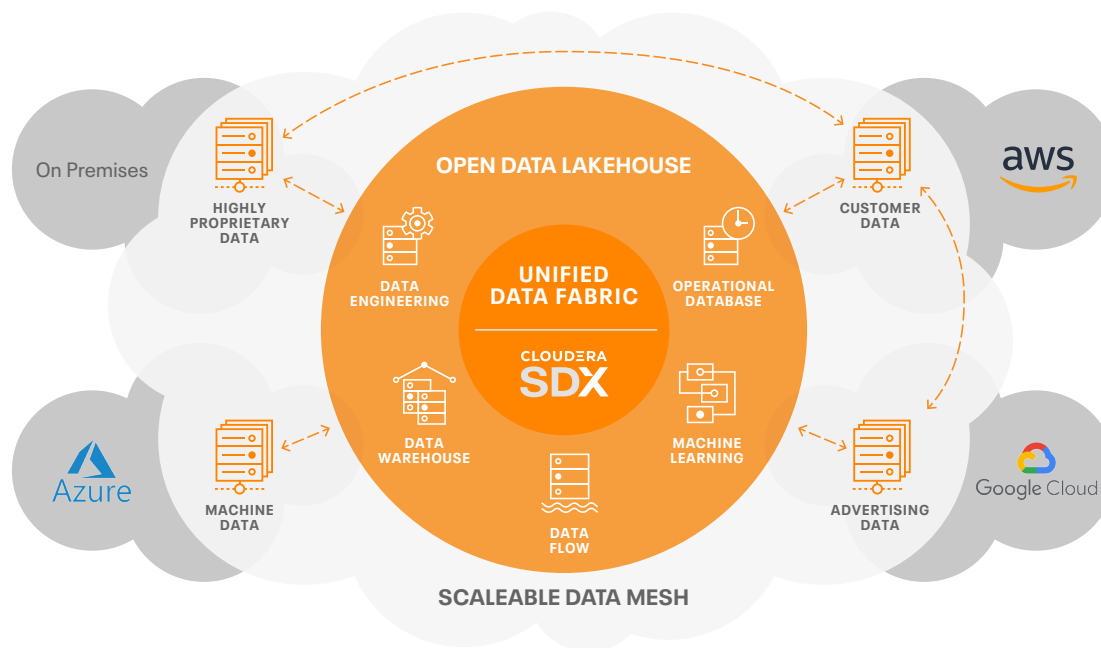 OPEN DATA LAKEHOUSE
On Premises
HIGHLY
PROPRIETARY
DATA
CUSTOMER
DATA
aws
DATA
ENGINEERING
OPERATIONAL
DATABASE
UNIFIED
DATA FABRIC
CLOUDERA
SDX
DATA
WAREHOUSE
MACHINE
LEARNING
DATA
FLOW
Azure
MACHINE
DATA
ADVERTISING
DATA
Google Cloud
SCALEABLE DATA MESH